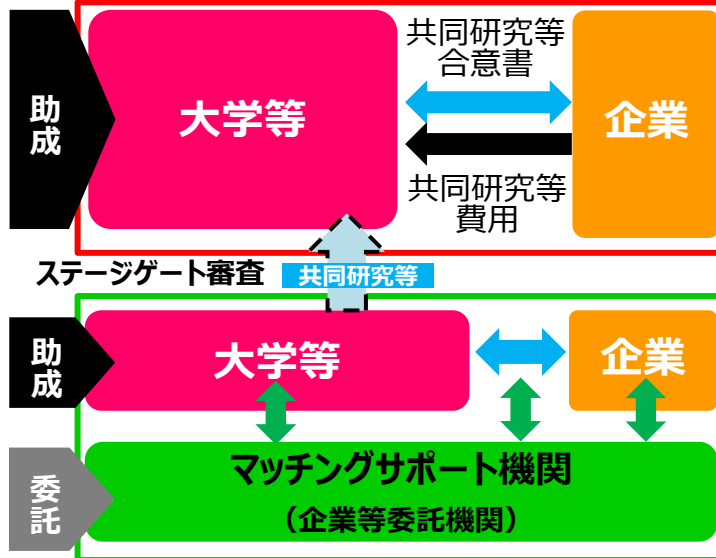 助成
大学等
共同研究等
合意書
企業
共同研究等
費用
ステージゲート審査
共同研究等
助成
大学等
企業
委託
マッチングサポート機関
（企業等委託機関）